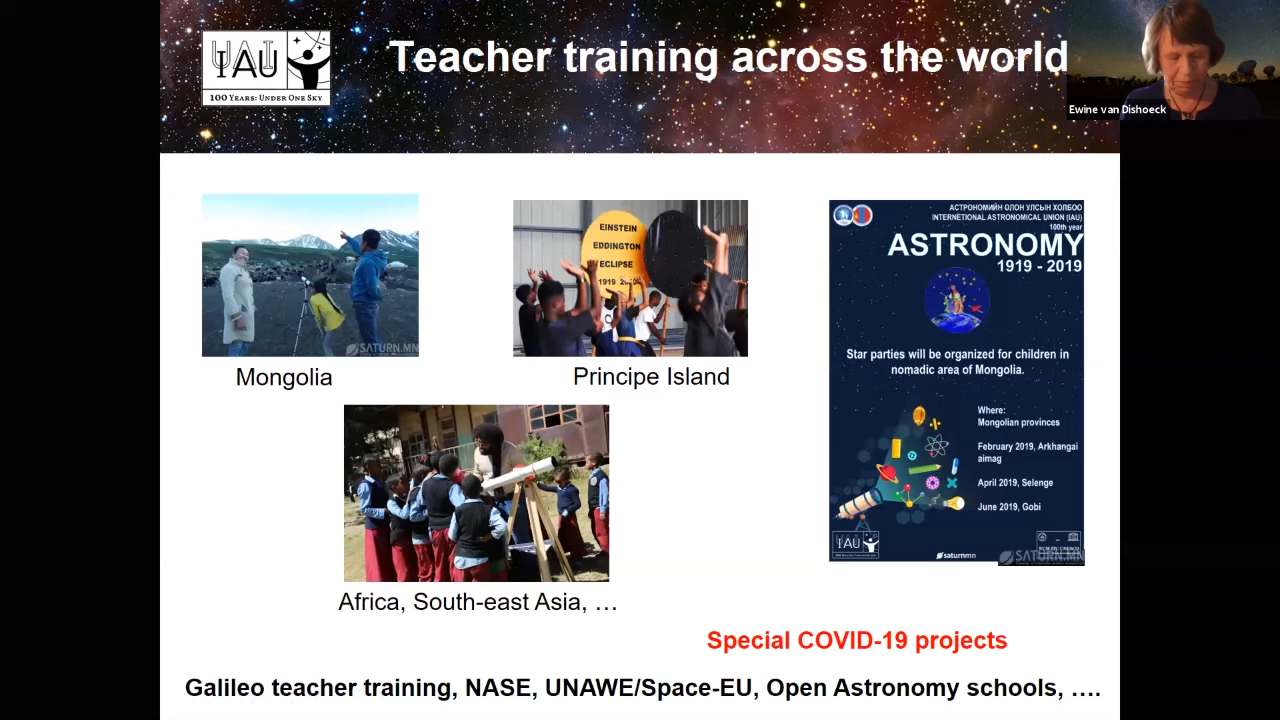 IAU
100 YEARS: UNDER ONE SKY
Teacher training across the world
Ewine van Dishoeck
SATURN.MN
Mongolia
EINSTEIN
EDDINGTON
ECLIPSE
1919
Principe Island
АСТРОНОМИЙН ОЛОН УЛСЫН ХОЛБОО
INTERNETIONAL ASTRONOMICAL UNION (IAU)
100th year
ASTRONOMY
1919 - 2019
Star parties will be organized for children in
nomadic area of Mongolia.
Where:
Mongolian provinces
February 2019, Arkhangai
aimag
April 2019, Selenge
June 2019, Gobi
IAU
saturnmn
SATURN.MN
Africa, South-east Asia, …
Special COVID-19 projects
Galileo teacher training, NASE, UNAWE/Space-EU, Open Astronomy schools, ….